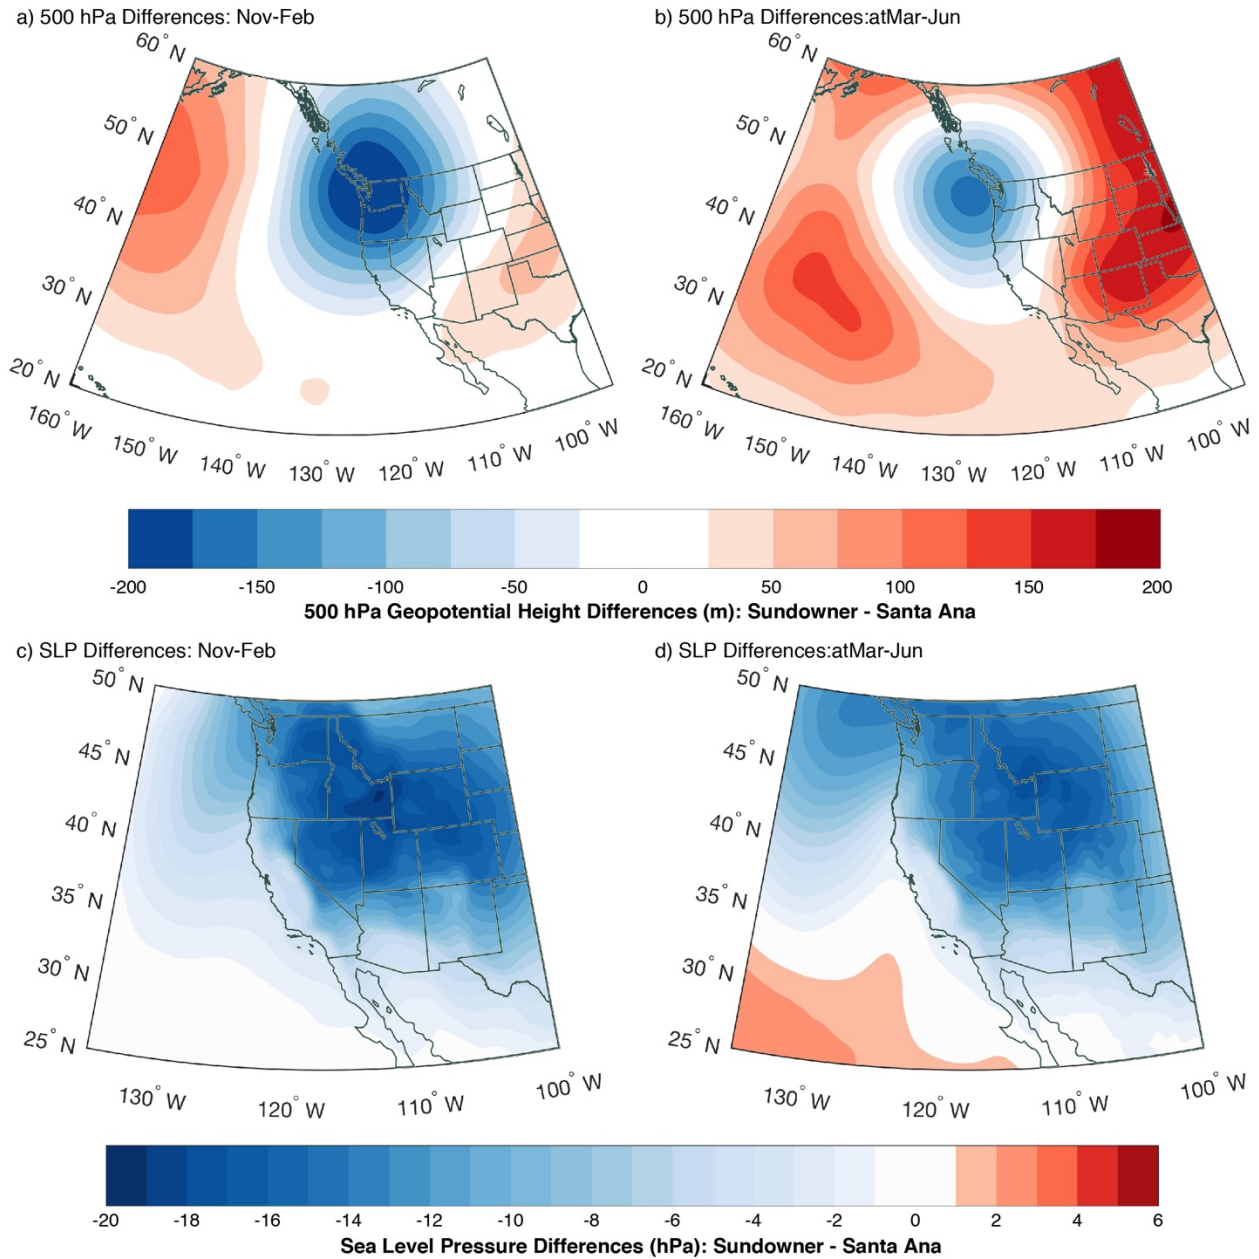 a) 500 hPa Differences: Nov-Feb
b) 500 hPa Differences:atMar-Jun
60° N
50° N
40° N
30° N
20° N
160° W
150° W
140° W
130° W
120° W
110° W
100° W
60° N
50° N
40° N
30° N
20° N
160° W
150° W
140° W
130° W
120° W
110° W
100° W
-200 -150 -100 -50 0 50 100 150 200
500 hPa Geopotential Height Differences (m): Sundowner - Santa Ana
c) SLP Differences: Nov-Feb
d) SLP Differences:atMar-Jun
50° N
45° N
40° N
35° N
30° N
25° N
130° W
120° W
110° W
100° W
50° N
45° N
40° N
35° N
30° N
25° N
130° W
120° W
110° W
100° W
-20 -18 -16 -14 -12 -10 -8 -6 -4 -2 0 2 4 6
Sea Level Pressure Differences (hPa): Sundowner - Santa Ana